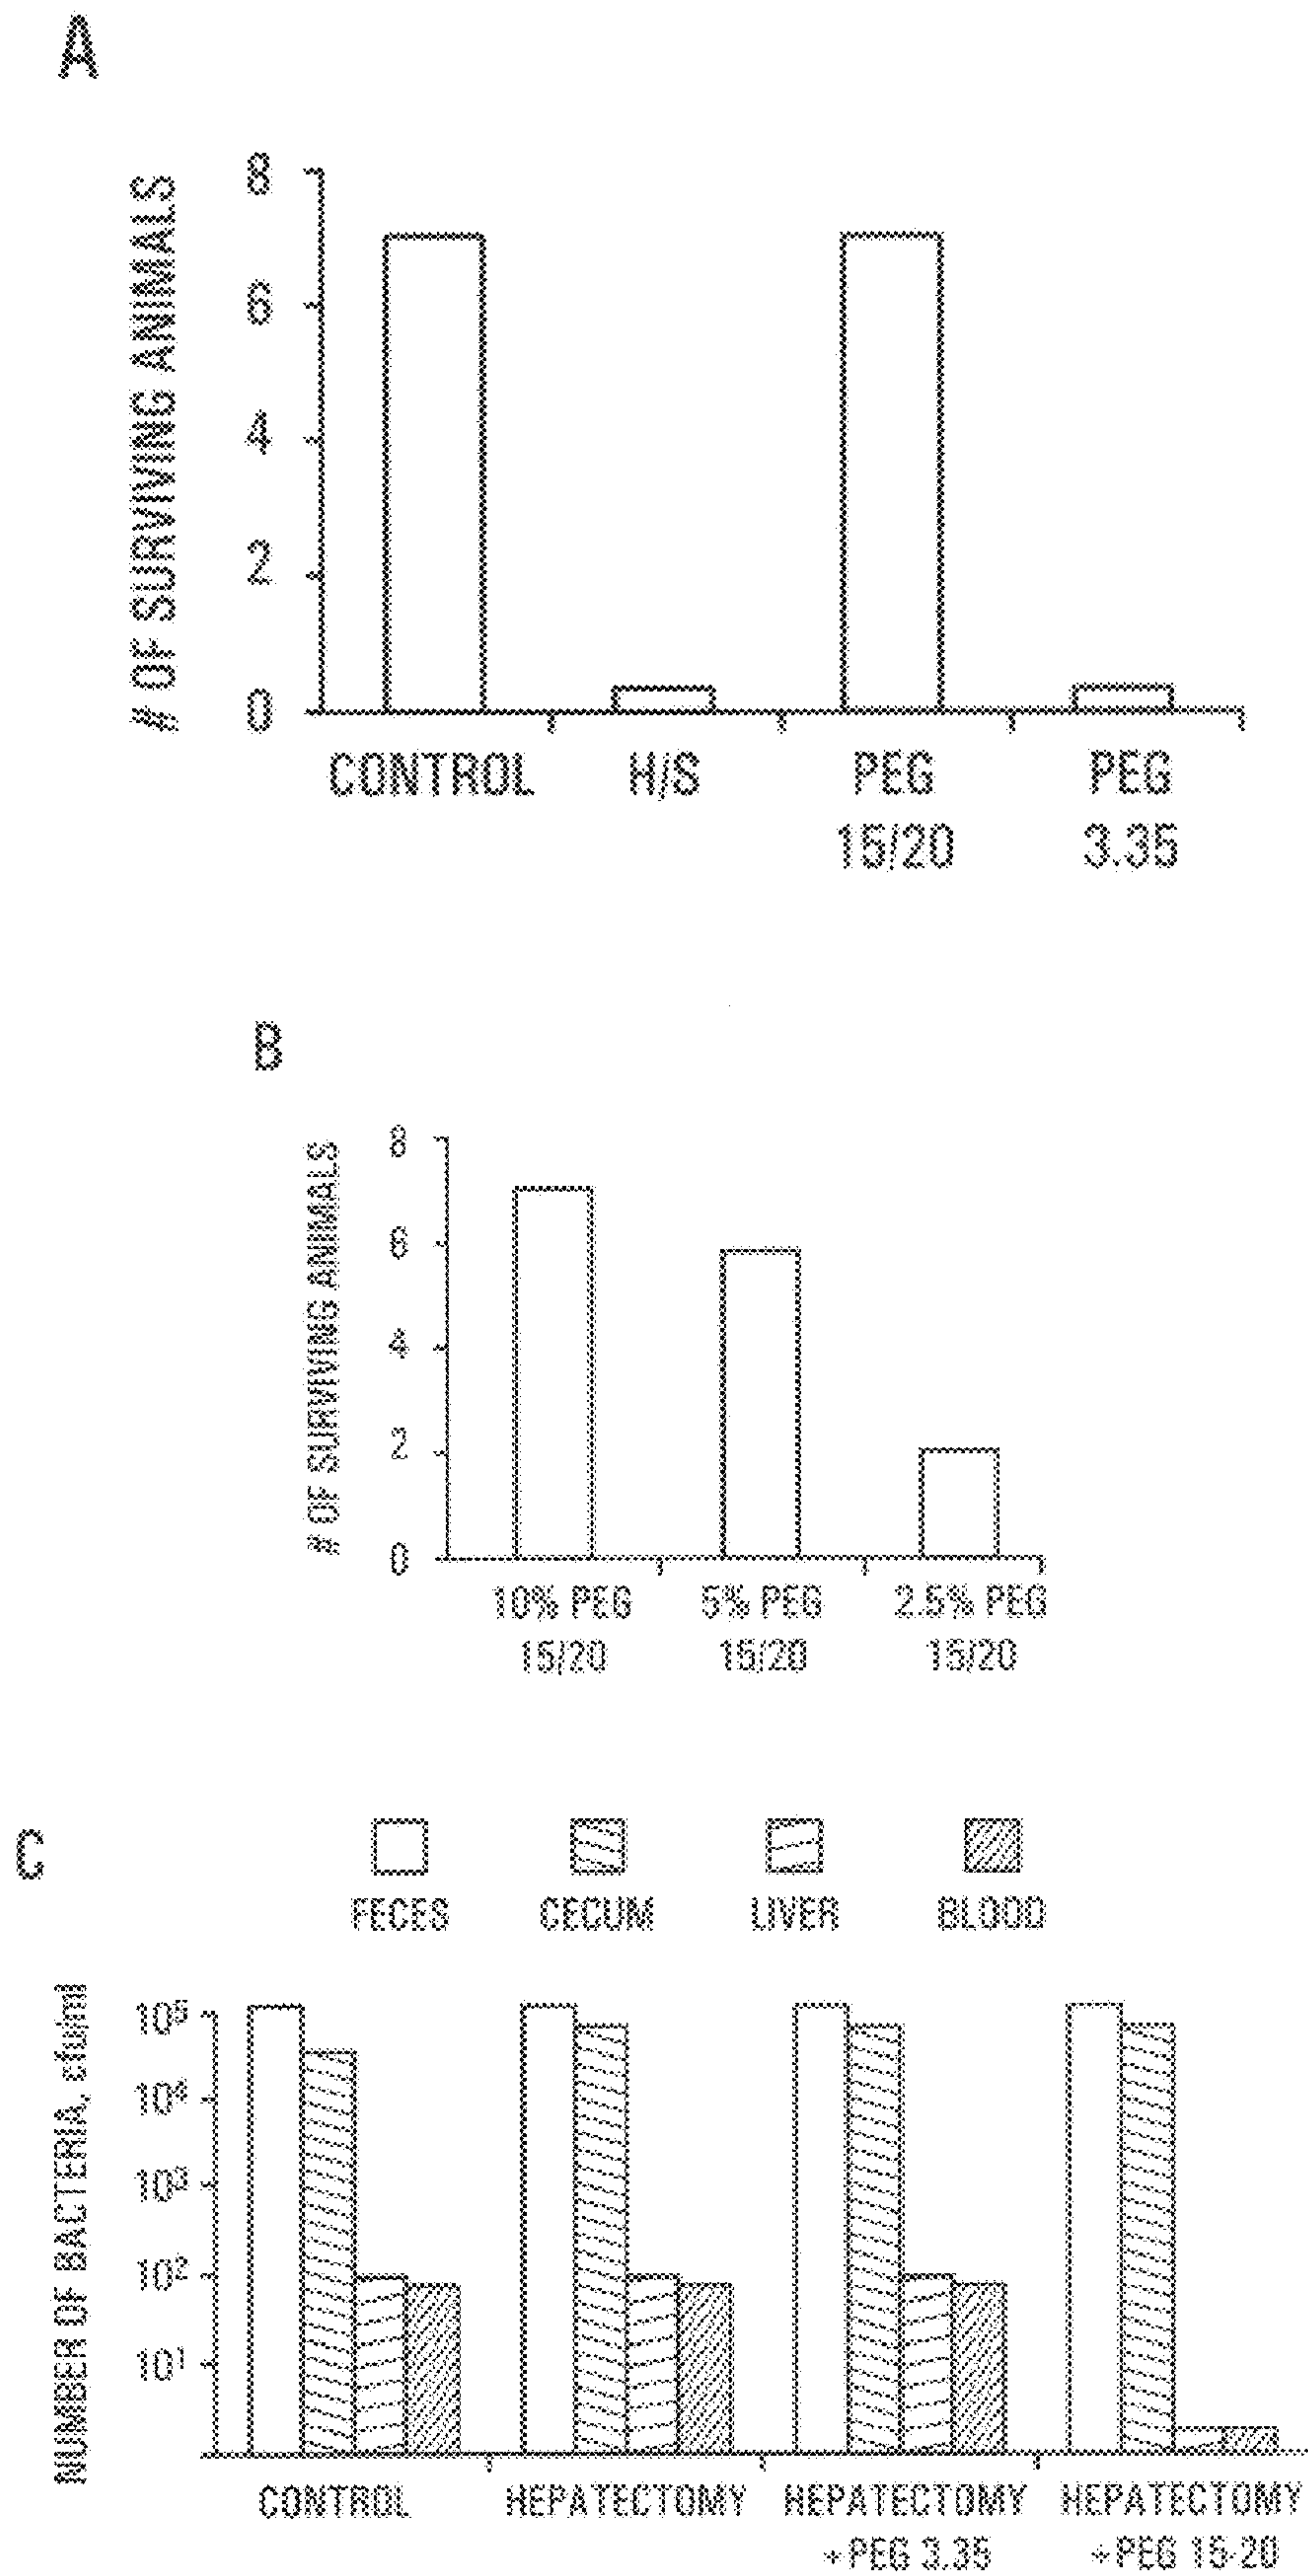 A
# OF SURVIVING ANIMALS
8
6
4
2
0
CONTROL
H/S
PEG
15/20
PEG
3.35
B
# OF SURVIVING ANIMALS
8
6
4
2
0
10% PEG
15/20
5% PEG
15/20
2.5% PEG
15/20
C
FECES
CECUM
LIVER
BLOOD
NUMBER OF BACTERIA, cfu/ml
10⁵
10⁴
10³
10²
10¹
CONTROL
HEPATECTOMY
HEPATECTOMY
+PEG 3.35
HEPATECTOMY
+PEG 15-20